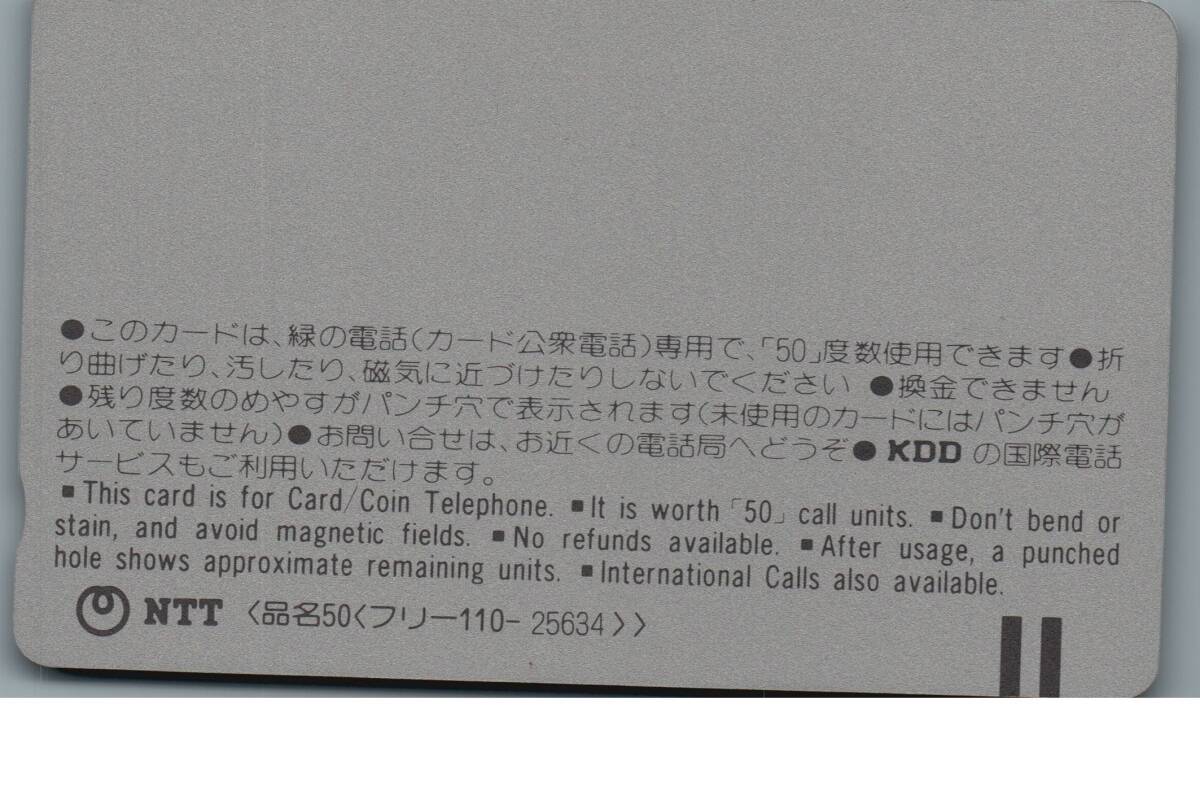 ●このカードは、緑の電話(カード公衆電話)専用で、「50」度数使用できます●折
り曲げたり、汚したり、磁気に近づけたりしないでください ●換金できません
●残り度数のめやすがパンチ穴で表示されます(未使用のカードにはパンチ穴が
あいていません)●お問い合せは、お近くの電話局へどうぞ● KDD の国際電話
サービスもご利用いただけます。
▪This card is for Card/Coin Telephone. ▪It is worth「50」call units. ▪Don't bend or
stain, and avoid magnetic fields. ▪No refunds available. ▪After usage, a punched
hole shows approximate remaining units. ▪International Calls also available.
NTT 〈品名50〈フリー110- 25634〉〉